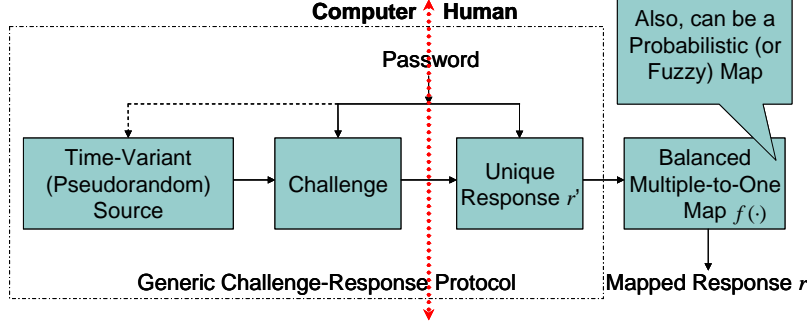 Computer Human
Also, can be a
Probabilistic (or
Fuzzy) Map
Password
Time-Variant
(Pseudorandom)
Source
Challenge
Unique
Response r'
Balanced
Multiple-to-One
Map f(·)
Generic Challenge-Response Protocol
Mapped Response r